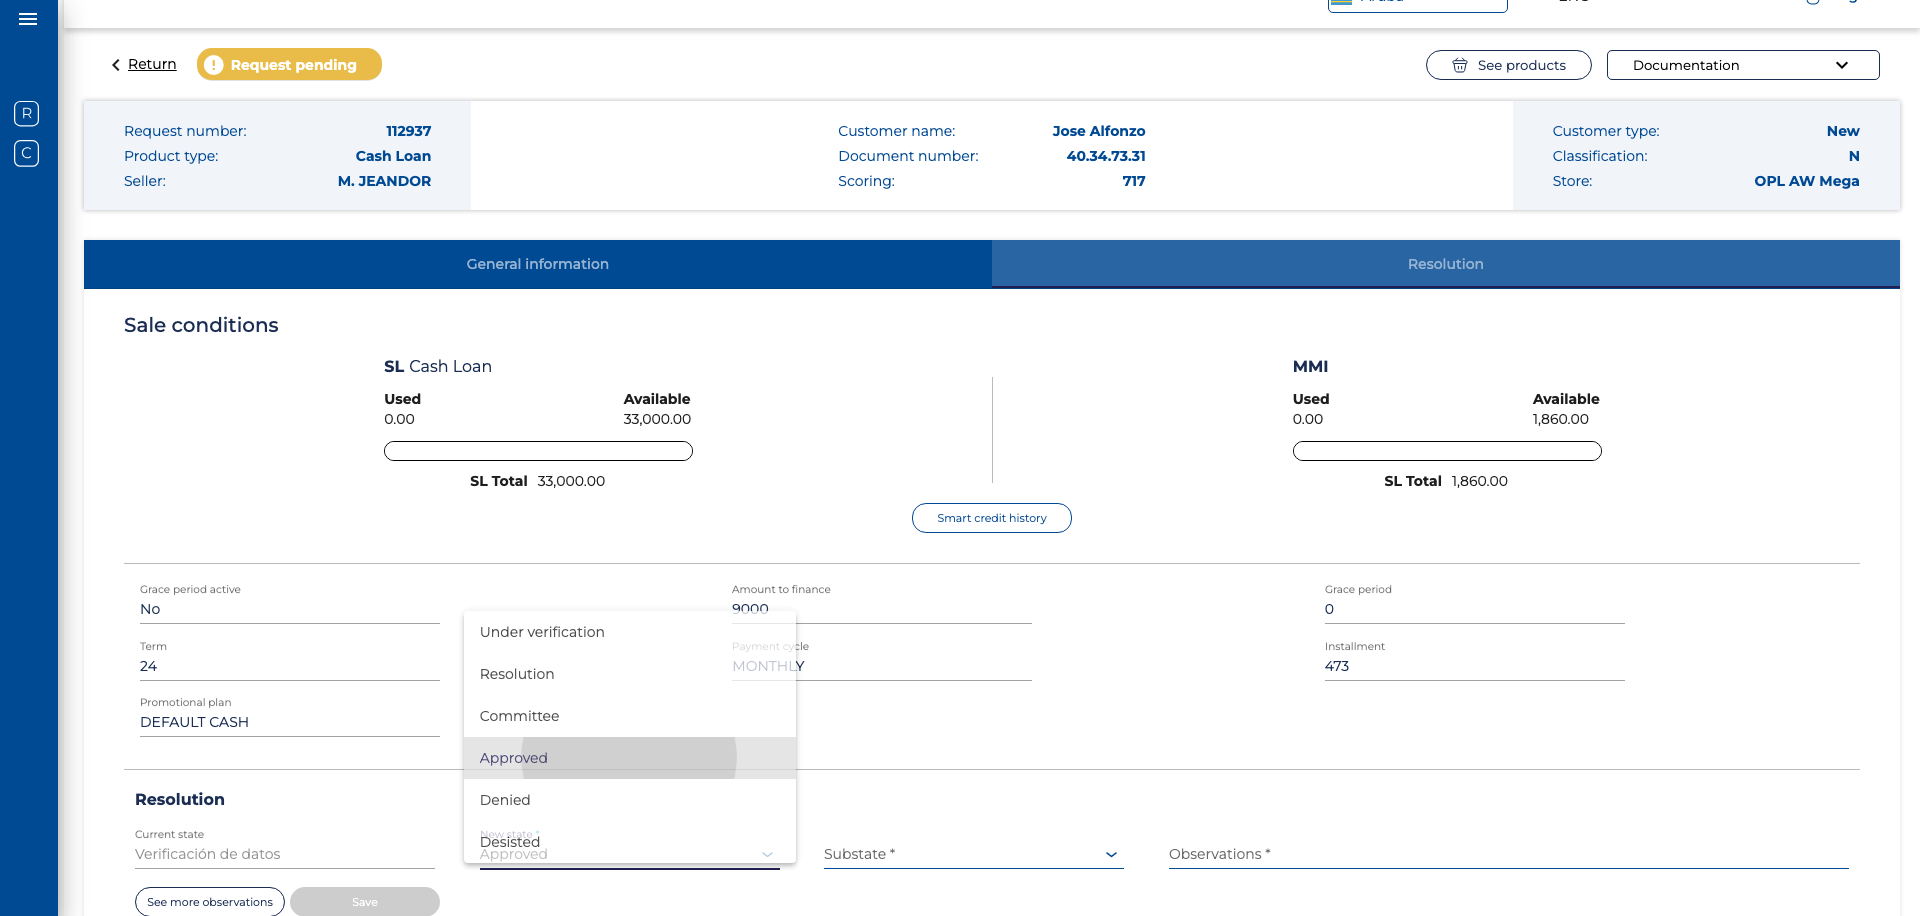 Return
Request pending
See products
Documentation
R
C
Request number: 112937
Product type: Cash Loan
Seller: M. JEANDOR
Customer name: Jose Alfonzo
Document number: 40.34.73.31
Scoring: 717
Customer type: New
Classification: N
Store: OPL AW Mega
General information
Resolution
Sale conditions
SL Cash Loan
Used Available
0.00 33,000.00
SL Total 33,000.00
MMI
Used Available
0.00 1,860.00
SL Total 1,860.00
Smart credit history
Grace period active
No
Amount to finance
9000
Grace period
0
Term
24
Payment cycle
MONTHLY
Installment
473
Promotional plan
DEFAULT CASH
Under verification
Resolution
Committee
Approved
Denied
Desisted
Resolution
Current state
Verificación de datos
New state *
Approved
Substate *
Observations *
See more observations
Save